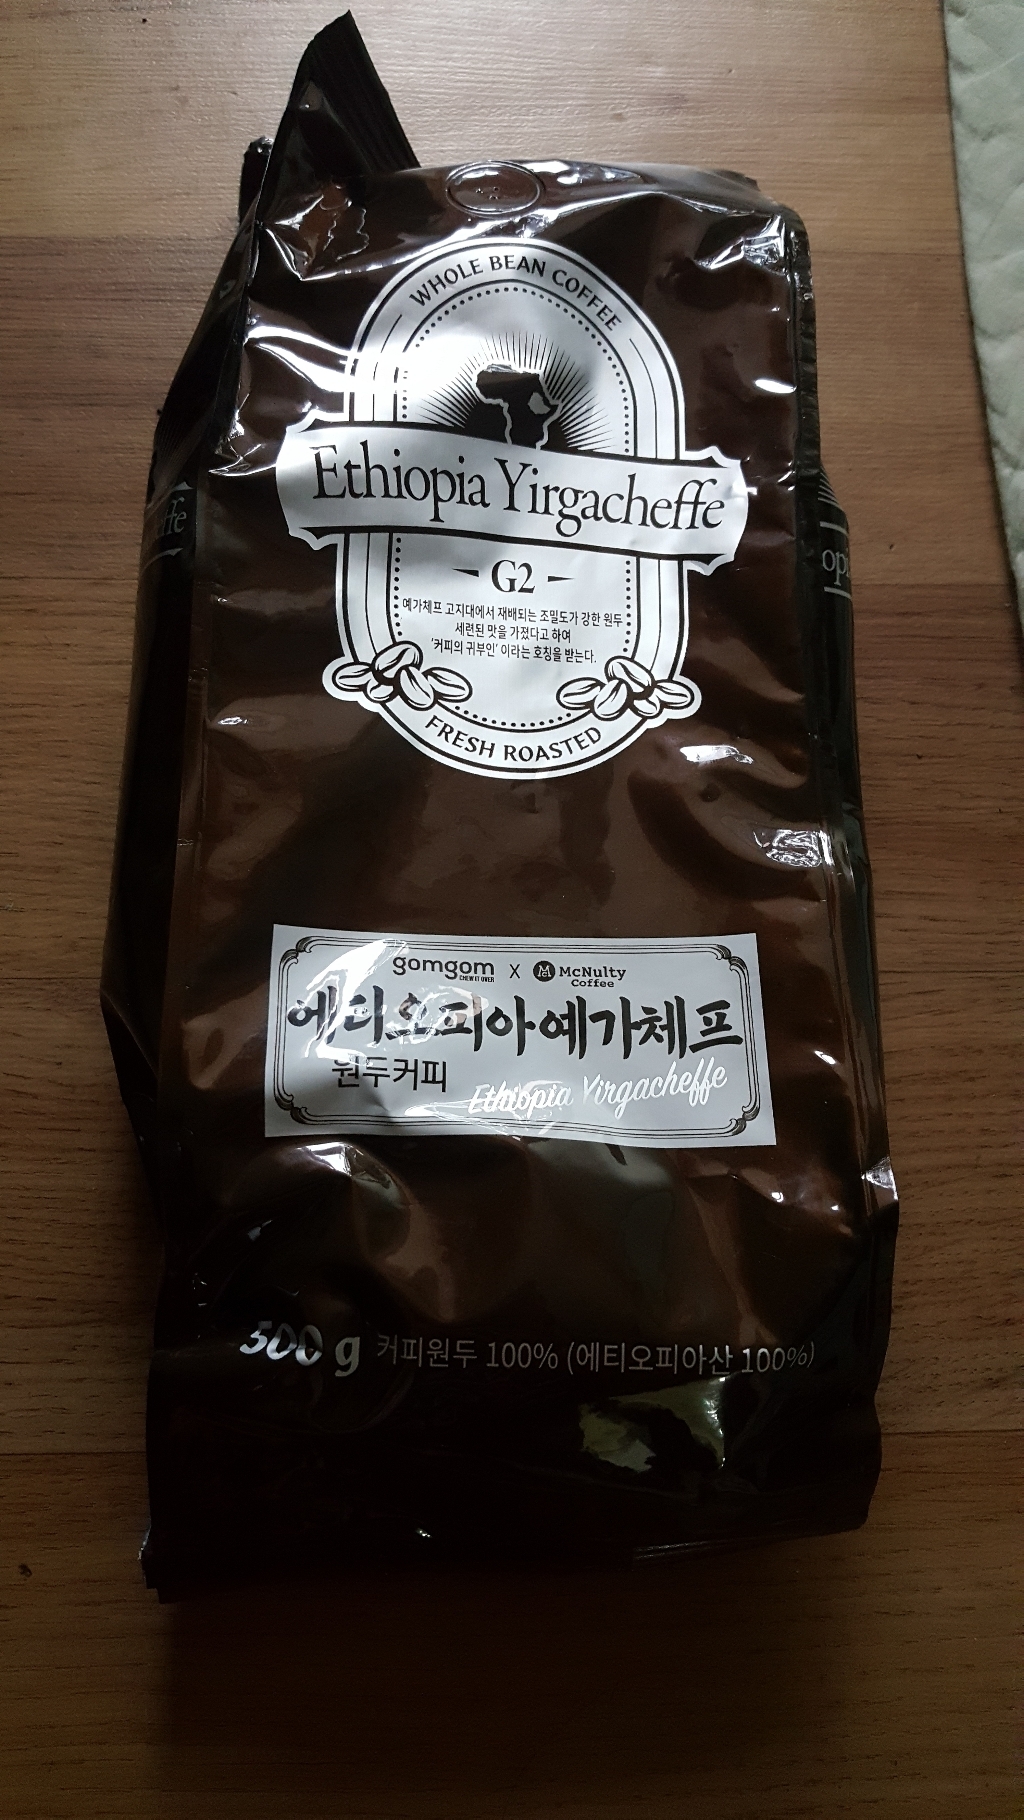 WHOLE BEAN COFFEE
Ethiopia Yirgacheffe
G2
예가체프 고지대에서 재배되는 조밀도가 강한 원두
세련된 맛을 가졌다고 하여
'커피의 귀부인' 이라는 호칭을 받는다.
FRESH ROASTED
gomgom X McNulty
CHEW IT OVER Coffee
에티오피아 예가체프
원두커피
Ethiopia Yirgacheffe
500 g 커피원두 100% (에티오피아산 100%)